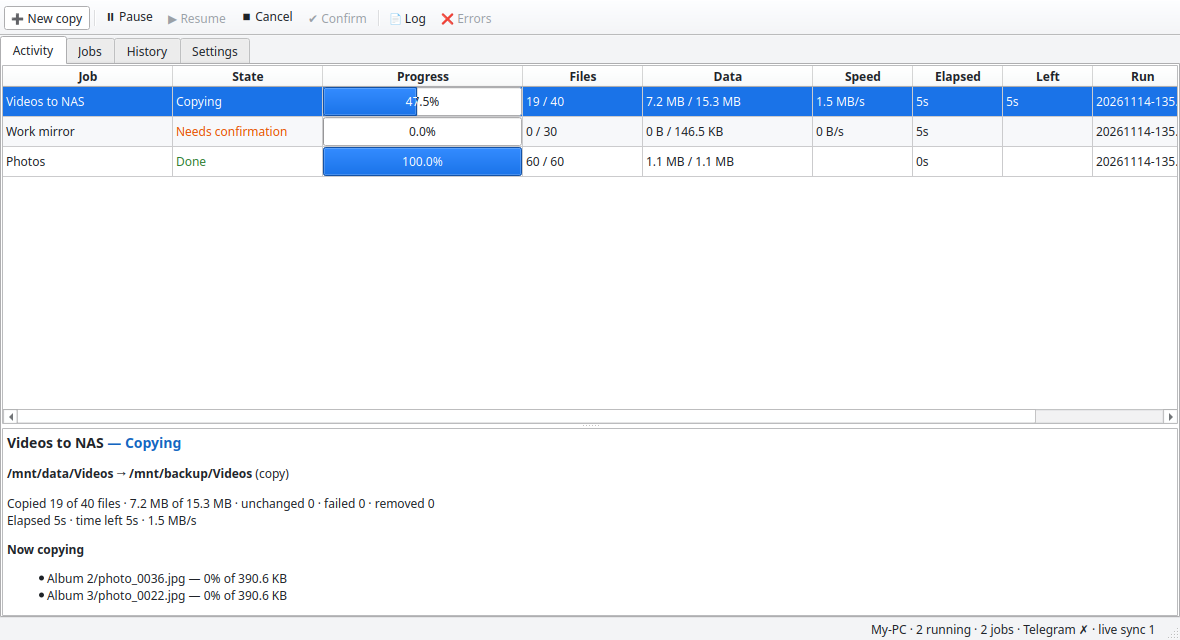 New copy Pause Resume Cancel Confirm Log Errors
Activity Jobs History Settings
Job State Progress Files Data Speed Elapsed Left Run
Videos to NAS Copying 47.5% 19 / 40 7.2 MB / 15.3 MB 1.5 MB/s 5s 5s 20261114-135.
Work mirror Needs confirmation 0.0% 0 / 30 0 B / 146.5 KB 0 B/s 5s 20261114-135.
Photos Done 100.0% 60 / 60 1.1 MB / 1.1 MB 0s 20261114-135.
Videos to NAS — Copying
/mnt/data/Videos → /mnt/backup/Videos (copy)
Copied 19 of 40 files · 7.2 MB of 15.3 MB · unchanged 0 · failed 0 · removed 0
Elapsed 5s · time left 5s · 1.5 MB/s
Now copying
• Album 2/photo_0036.jpg — 0% of 390.6 KB
• Album 3/photo_0022.jpg — 0% of 390.6 KB
My-PC · 2 running · 2 jobs · Telegram ✗ · live sync 1